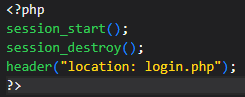 <?php
session_start();
session_destroy();
header("location: login.php");
?>